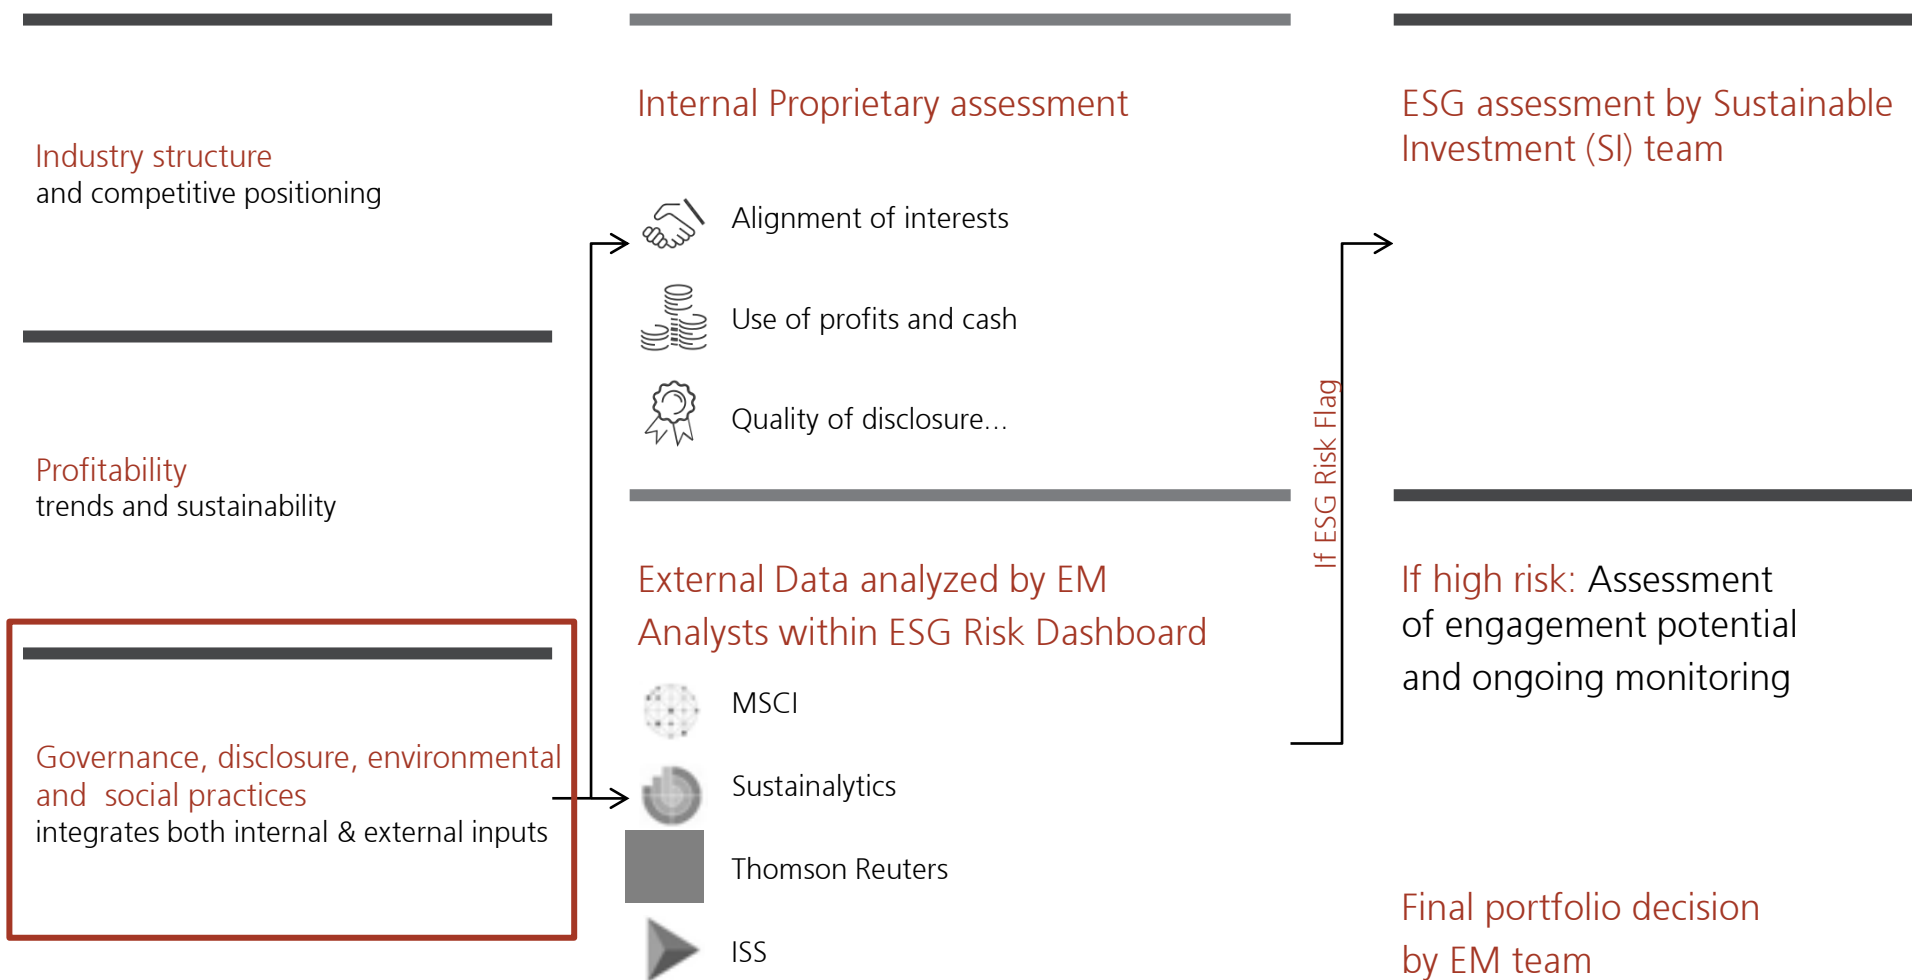 Industry structure
and competitive positioning
Profitability
trends and sustainability
Governance, disclosure, environmental
and social practices
integrates both internal & external inputs
Internal Proprietary assessment
Alignment of interests
Use of profits and cash
Quality of disclosure...
External Data analyzed by EM
Analysts within ESG Risk Dashboard
MSCI
Sustainalytics
Thomson Reuters
ISS
If ESG Risk Flag
ESG assessment by Sustainable
Investment (SI) team
If high risk: Assessment
of engagement potential
and ongoing monitoring
Final portfolio decision
by EM team